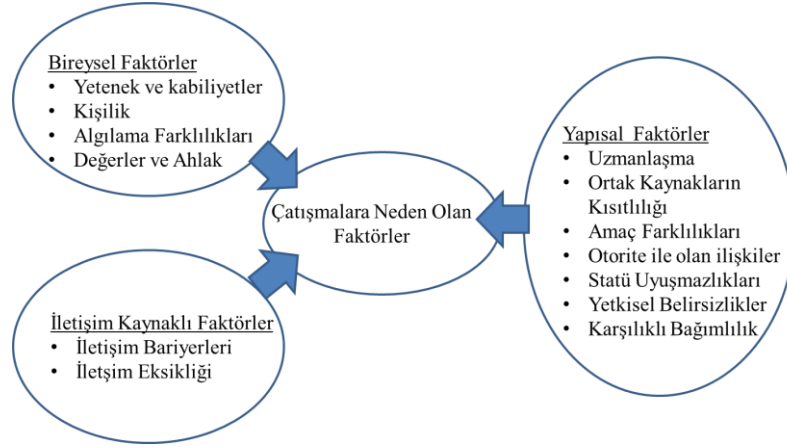 Bireysel Faktörler
• Yetenek ve kabiliyetler
• Kişilik
• Algılama Farklılıkları
• Değerler ve Ahlak
Çatışmalara Neden Olan
Faktörler
İletişim Kaynaklı Faktörler
• İletişim Bariyerleri
• İletşim Eksikliği
Yapısal Faktörler
• Uzmanlaşma
• Ortak Kaynakların
Kısıtlılığı
• Amaç Farklılıkları
• Otorite ile olan ilişkiler
• Statü Uyuşmazlıkları
• Yetkisel Belirsizlikler
• Karşılıklı Bağımlılık